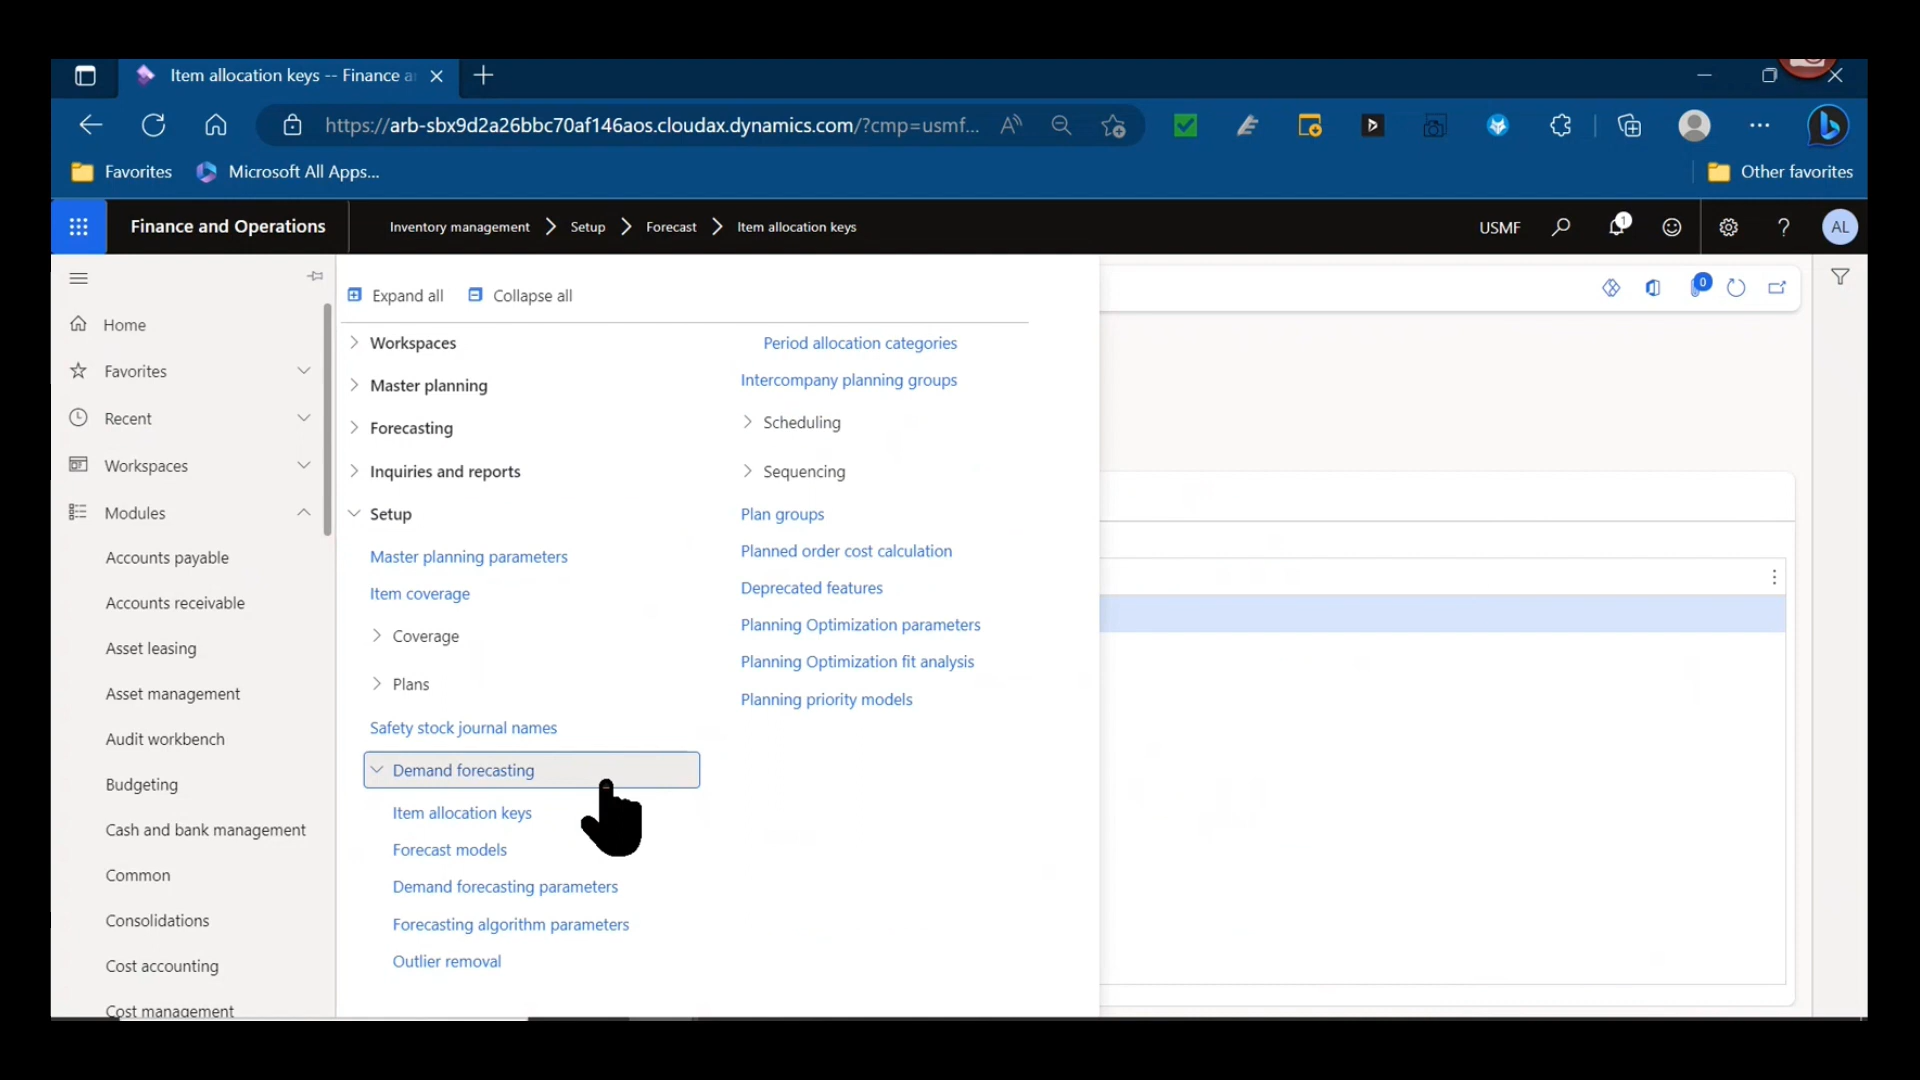 Item allocation keys -- Finance a
https://arb-sbx9d2a26bbc70af146aos.cloudax.dynamics.com/?cmp=usmf...
Favorites
Microsoft All Apps...
Other favorites
Finance and Operations
Inventory management
Setup
Forecast
Item allocation keys
USMF
1
?
AL
Home
Favorites
Recent
Workspaces
Modules
Accounts payable
Accounts receivable
Asset leasing
Asset management
Audit workbench
Budgeting
Cash and bank management
Common
Consolidations
Cost accounting
Cost management
Expand all
Collapse all
Workspaces
Master planning
Forecasting
Inquiries and reports
Setup
Master planning parameters
Item coverage
Coverage
Plans
Safety stock journal names
Demand forecasting
Item allocation keys
Forecast models
Demand forecasting parameters
Forecasting algorithm parameters
Outlier removal
Period allocation categories
Intercompany planning groups
Scheduling
Sequencing
Plan groups
Planned order cost calculation
Deprecated features
Planning Optimization parameters
Planning Optimization fit analysis
Planning priority models
0